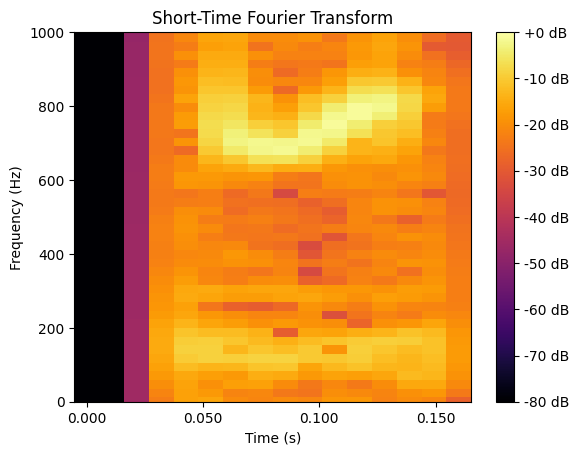 Short-Time Fourier Transform
1000
800
600
400
200
0
Frequency (Hz)
0.000
0.050
0.100
0.150
Time (s)
+0 dB
-10 dB
-20 dB
-30 dB
-40 dB
-50 dB
-60 dB
-70 dB
-80 dB